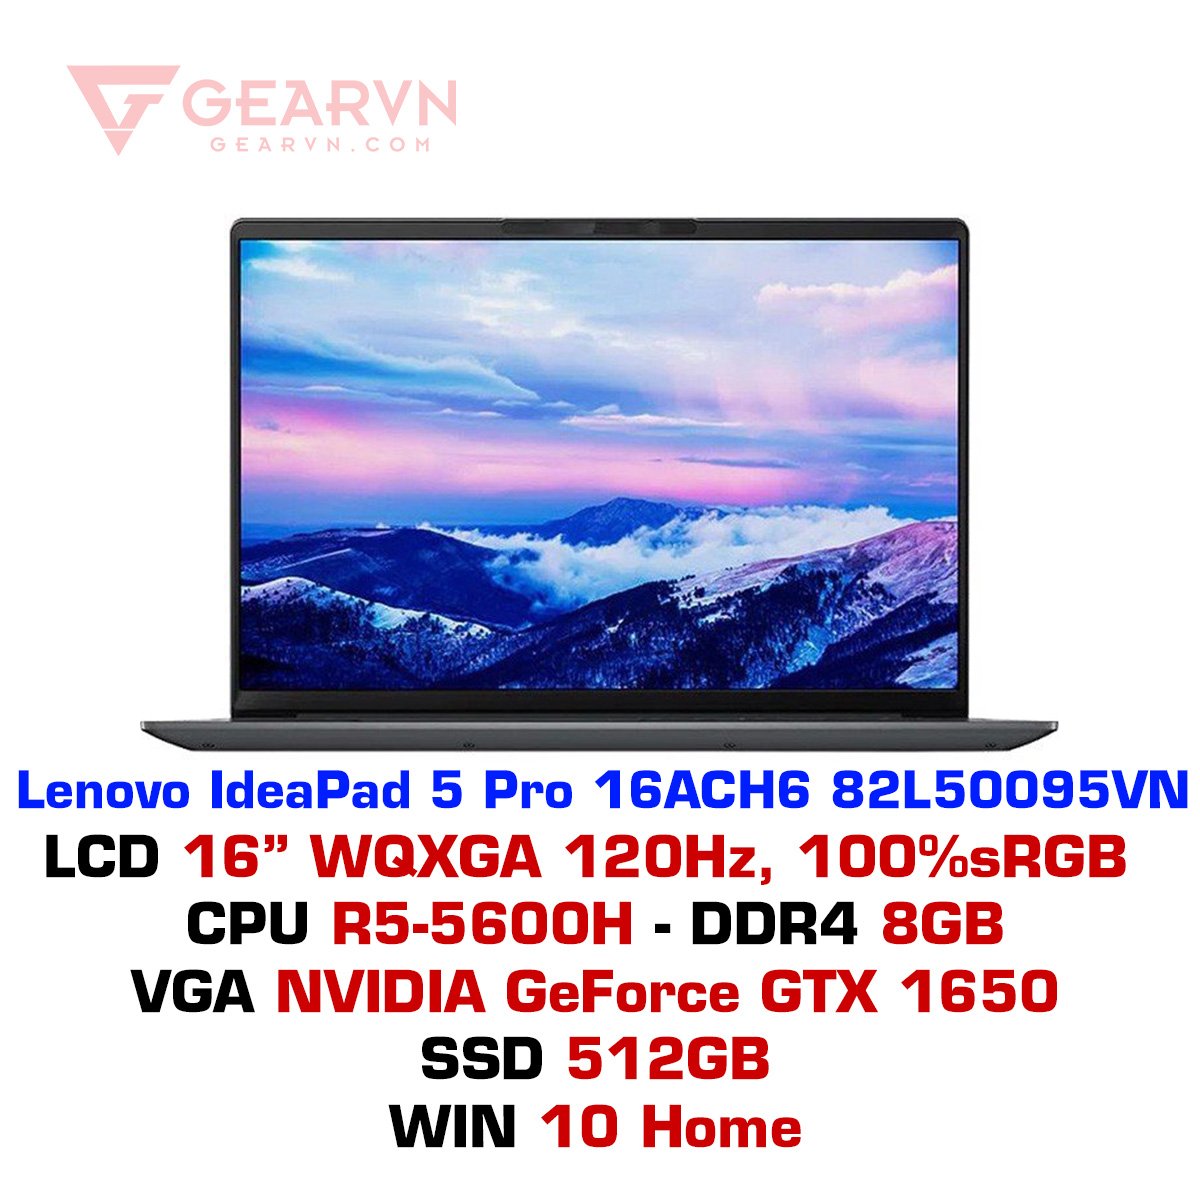 GEARVN
GEARVN.COM
Lenovo IdeaPad 5 Pro 16ACH6 82L50095VN
LCD 16” WQXGA 120Hz, 100%sRGB
CPU R5-5600H - DDR4 8GB
VGA NVIDIA GeForce GTX 1650
SSD 512GB
WIN 10 Home